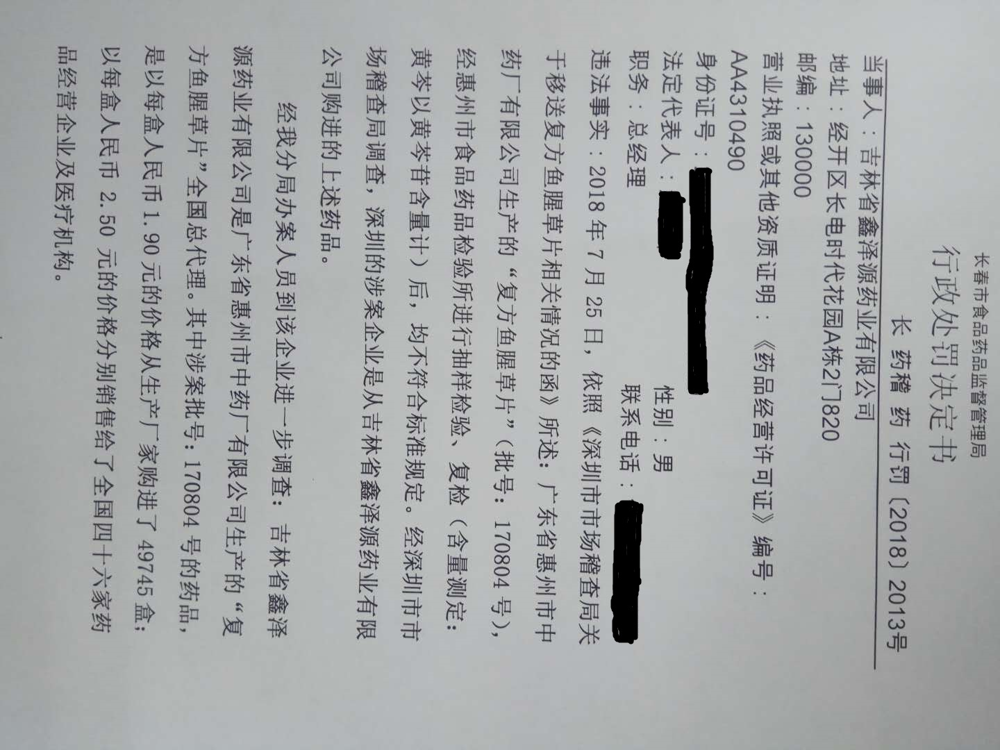 长春市食品药品监督管理局
行政处罚决定书
长 药稽 药 行罚〔2018〕2013号
当事人：吉林省鑫泽源药业有限公司
地址：经开区长电时代花园A栋2门820
邮编：130000
营业执照或其他资质证明：《药品经营许可证》编号：
AA4310490
身份证号：
法定代表人： 性别：男
职务：总经理 联系电话：
违法事实：2018年7月25日，依照《深圳市市场稽查局关
于移送复方鱼腥草片相关情况的函》所述：广东省惠州市中
药厂有限公司生产的“复方鱼腥草片”（批号：170804号），
经惠州市食品药品检验所进行抽样检验、复检（含量测定：
黄芩以黄芩苷含量计）后，均不符合标准规定。经深圳市市
场稽查局调查，深圳的涉案企业是从吉林省鑫泽源药业有限
公司购进的上述药品。
经我分局办案人员到该企业进一步调查：吉林省鑫泽
源药业有限公司是广东省惠州市中药厂有限公司生产的“复
方鱼腥草片”全国总代理。其中涉案批号：170804号的药品，
是以每盒人民币1.90元的价格从生产厂家购进了49745盒；
以每盒人民币 2.50 元的价格分别销售给了全国四十六家药
品经营企业及医疗机构。